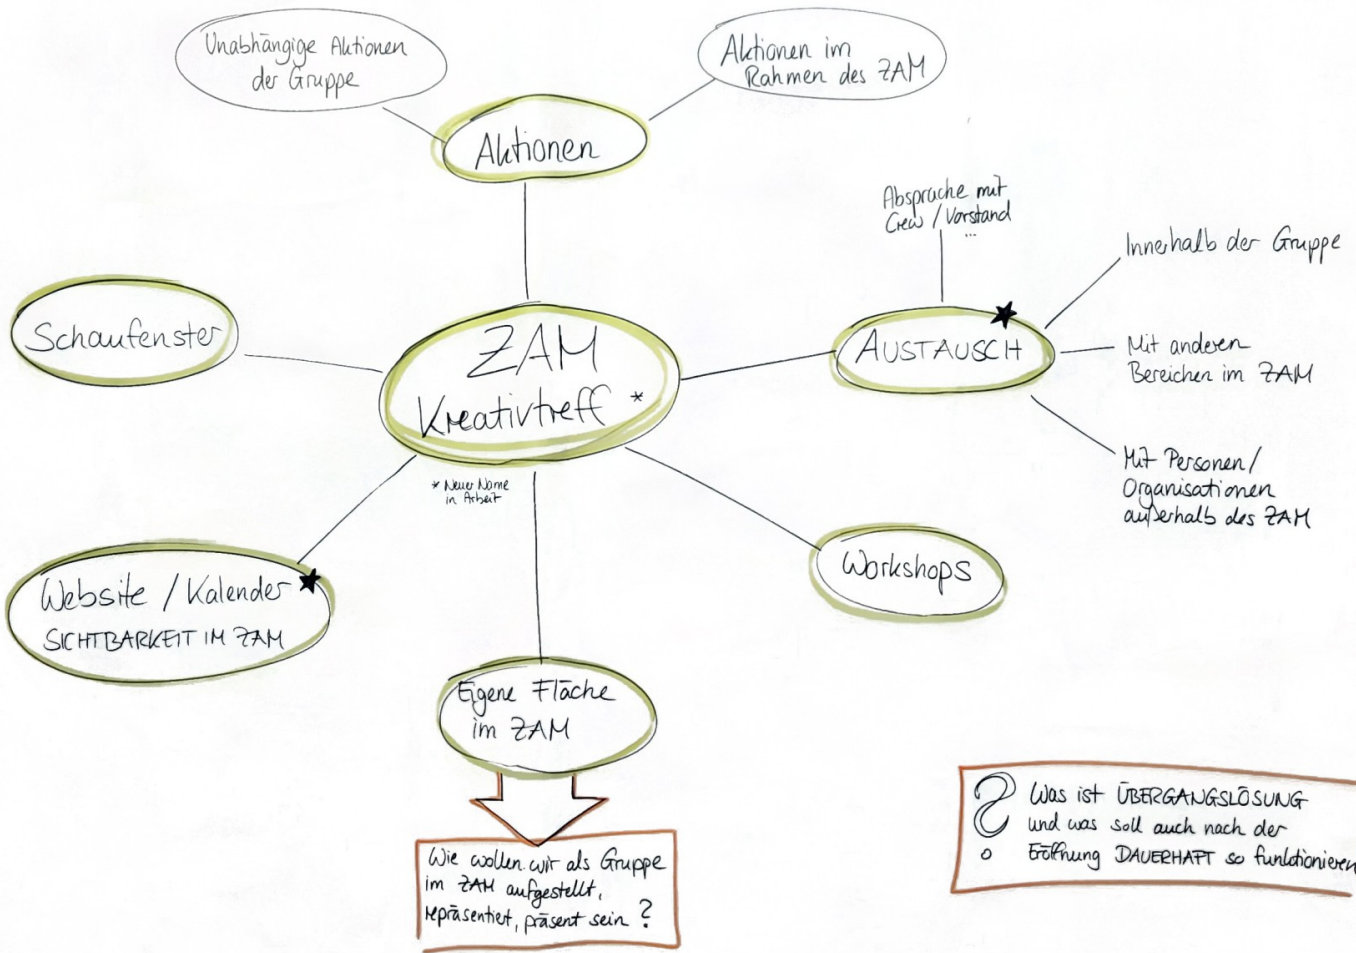 Unabhängige Aktionen
der Gruppe
Aktionen im
Rahmen des ZAM
Aktionen
Absprache mit
Crew / Vorstand
...
Innerhalb der Gruppe
Schaufenster
ZAM
Kreativtreff *
* Neuer Name
in Arbeit
AUSTAUSCH
Mit anderen
Bereichen im ZAM
Mit Personen/
Organisationen
außerhalb des ZAM
Website / Kalender
SICHTBARKEIT IM ZAM
Workshops
Eigene Fläche
im ZAM
Wie wollen wir als Gruppe
im ZAM aufgestellt,
repräsentiert, präsent sein ?
? Was ist ÜBERGANGSLÖSUNG
und was soll auch nach der
Eröffnung DAUERHAFT so funktionieren